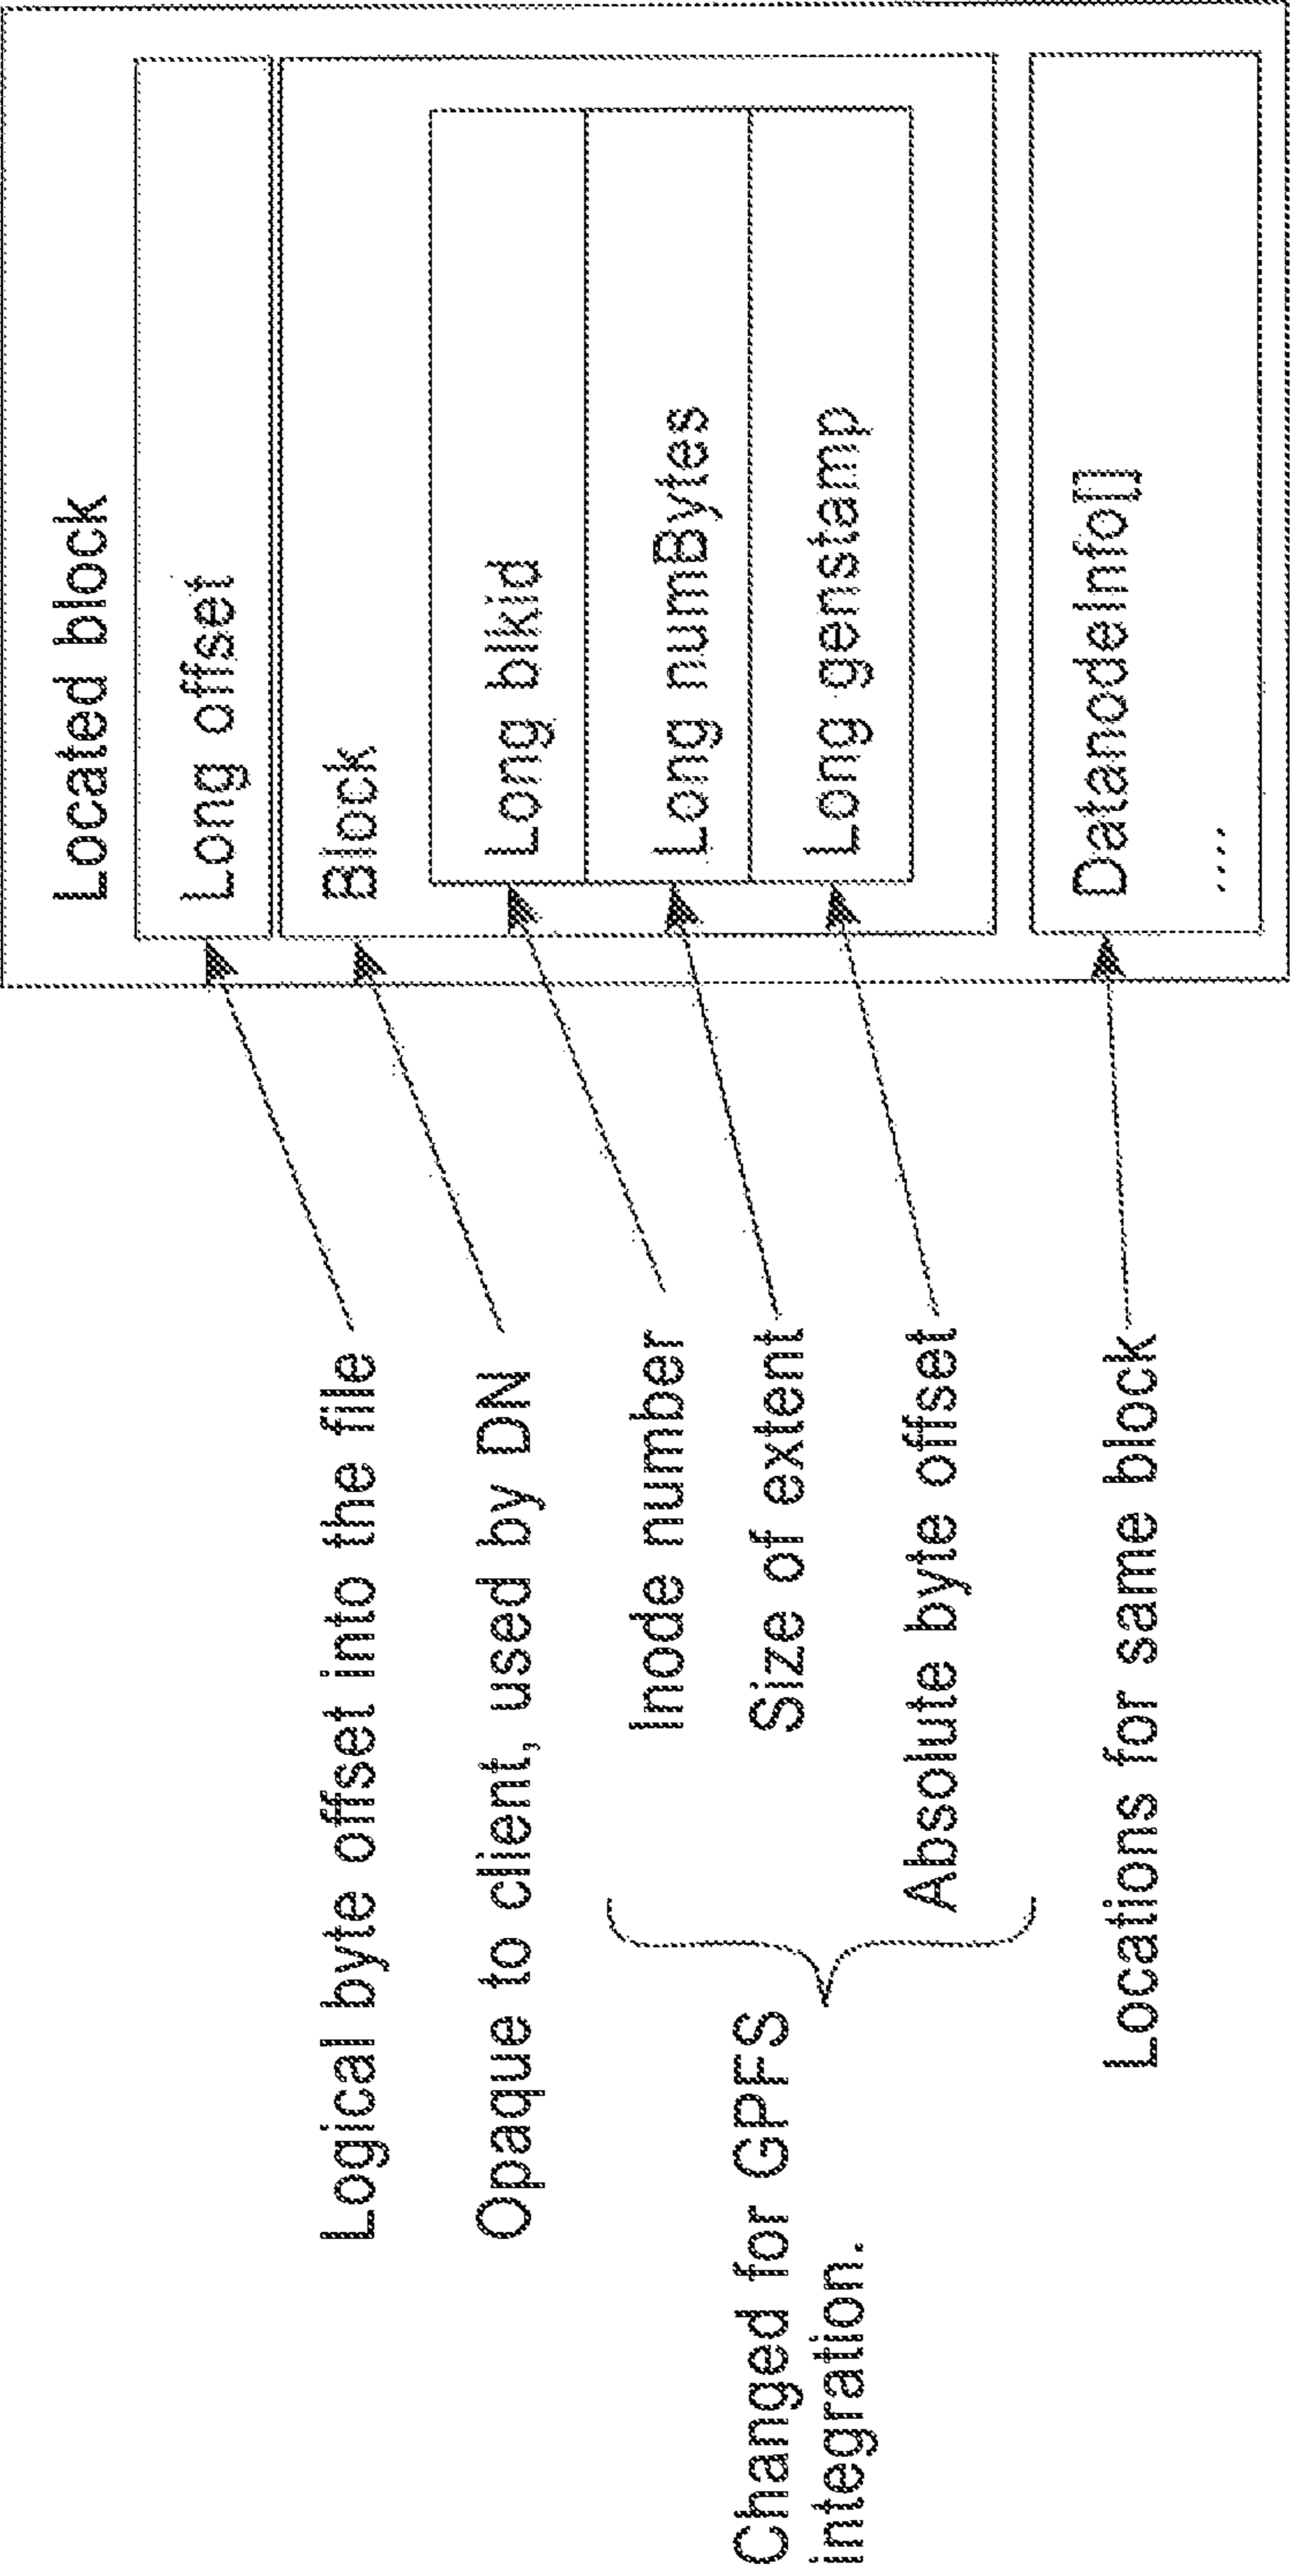 Located block
Logical byte offset into the file
Long offset
Opaque to client, used by DN
Block
Changed for GPFS
integration.
Inode number
Long blkid
Size of extent
Long numBytes
Absolute byte offset
Long genstamp
Locations for same block
DatanodeInfo[]
....